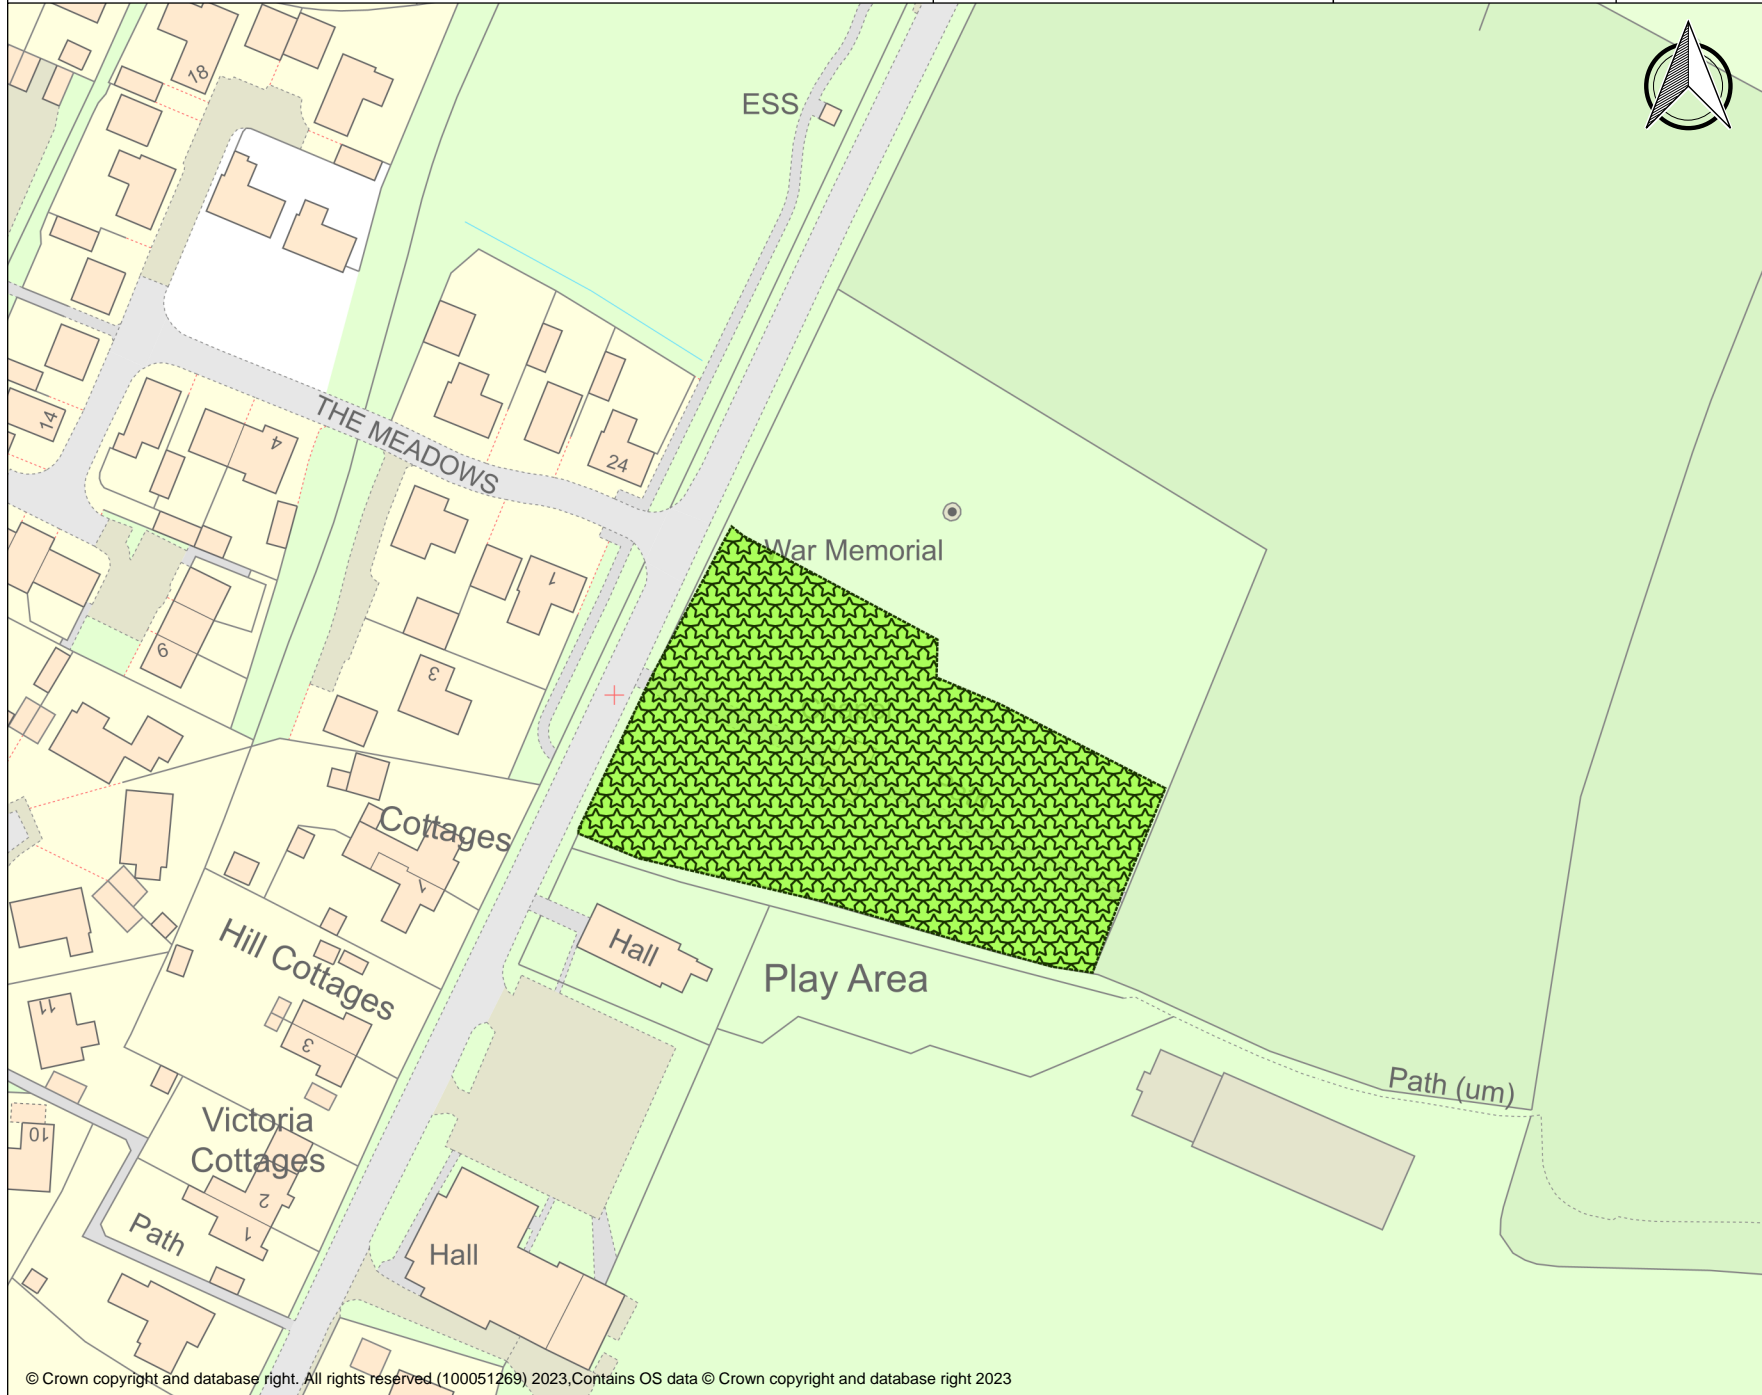 18
ESS
THE MEADOWS
14
4
24
War Memorial
1
9
3
Cottages
1
Hill Cottages
Hall
Play Area
11
3
Path (um)
Victoria
Cottages
10
2
1
Path
Hall
© Crown copyright and database right. All rights reserved (100051269) 2023,Contains OS data © Crown copyright and database right 2023